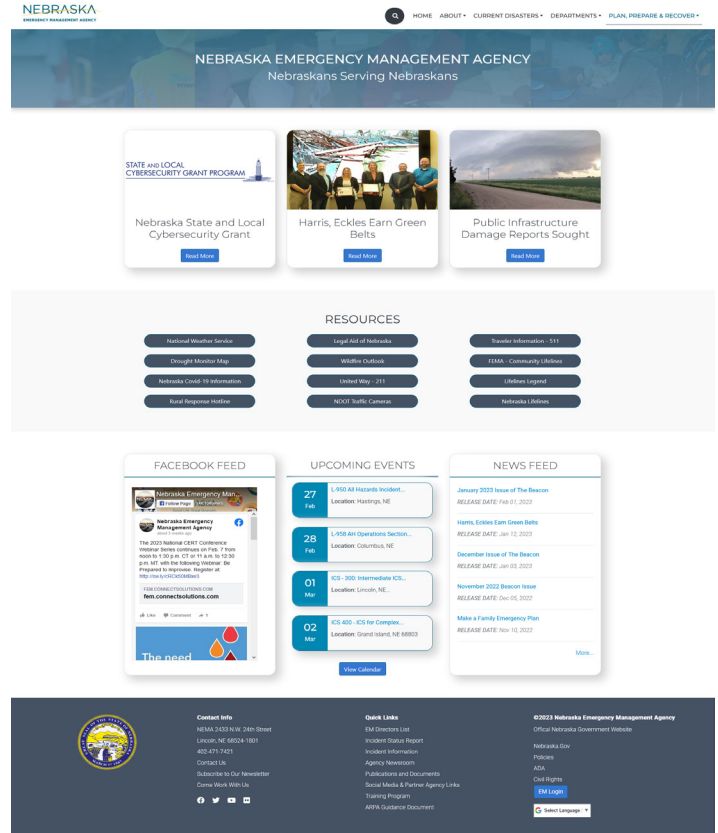 NEBRASKA
EMERGENCY MANAGEMENT AGENCY
HOME ABOUT CURRENT DISASTERS DEPARTMENTS PLAN, PREPARE & RECOVER
NEBRASKA EMERGENCY MANAGEMENT AGENCY
Nebraskans Serving Nebraskans
STATE AND LOCAL
CYBERSECURITY GRANT PROGRAM
Nebraska State and Local
Cybersecurity Grant
Read More
Harris, Eckles Earn Green
Belts
Read More
Public Infrastructure
Damage Reports Sought
Read More
RESOURCES
National Weather Service
Legal Aid of Nebraska
Traveler Information - 511
Drought Monitor Map
Wildfire Outlook
FEMA - Community Lifelines
Nebraska Covid-19 Information
United Way - 211
Lifelines Legend
Rural Response Hotline
NDOT Traffic Cameras
Nebraska Lifelines
FACEBOOK FEED
Nebraska Emergency Man...
Follow Page
Nebraska Emergency
Management Agency
about 2 weeks ago
The 2023 National CERT Conference
Webinar Series continues on Feb. 7 from
noon to 1:30 p.m. CT or 11 a.m. to 12:30
p.m. MT with the following Webinar: Be
Prepared to Improvise. Register at:
FEM.CONNECTSOLUTIONS.COM
fem.connectsolutions.com
Like Comment 1
The need
UPCOMING EVENTS
27
Feb
L-950 All Hazards Incident...
Location: Hastings, NE
28
Feb
L-958 AH Operations Section...
Location: Columbus, NE
01
Mar
ICS - 300: Intermediate ICS...
Location: Lincoln, NE...
02
Mar
ICS 400 - ICS for Complex...
Location: Grand Island, NE 68803
View Calendar
NEWS FEED
January 2023 Issue of The Beacon
RELEASE DATE: Feb 01, 2023
Harris, Eckles Earn Green Belts
RELEASE DATE: Jan 12, 2023
December Issue of The Beacon
RELEASE DATE: Jan 03, 2023
November 2022 Beacon Issue
RELEASE DATE: Dec 05, 2022
Make a Family Emergency Plan
RELEASE DATE: Nov 10, 2022
More...
Contact Info
NEMA 2433 N.W. 24th Street
Lincoln, NE 68524-1801
402-471-7421
Contact Us
Subscribe to Our Newsletter
Come Work With Us
Quick Links
EM Directors List
Incident Status Report
Incident Information
Agency Newsroom
Publications and Documents
Social Media & Partner Agency Links
Training Program
ARPA Guidance Document
©2023 Nebraska Emergency Management Agency
Offical Nebraska Government Website
Nebraska.Gov
Policies
ADA
Civil Rights
EM Login
Select Language